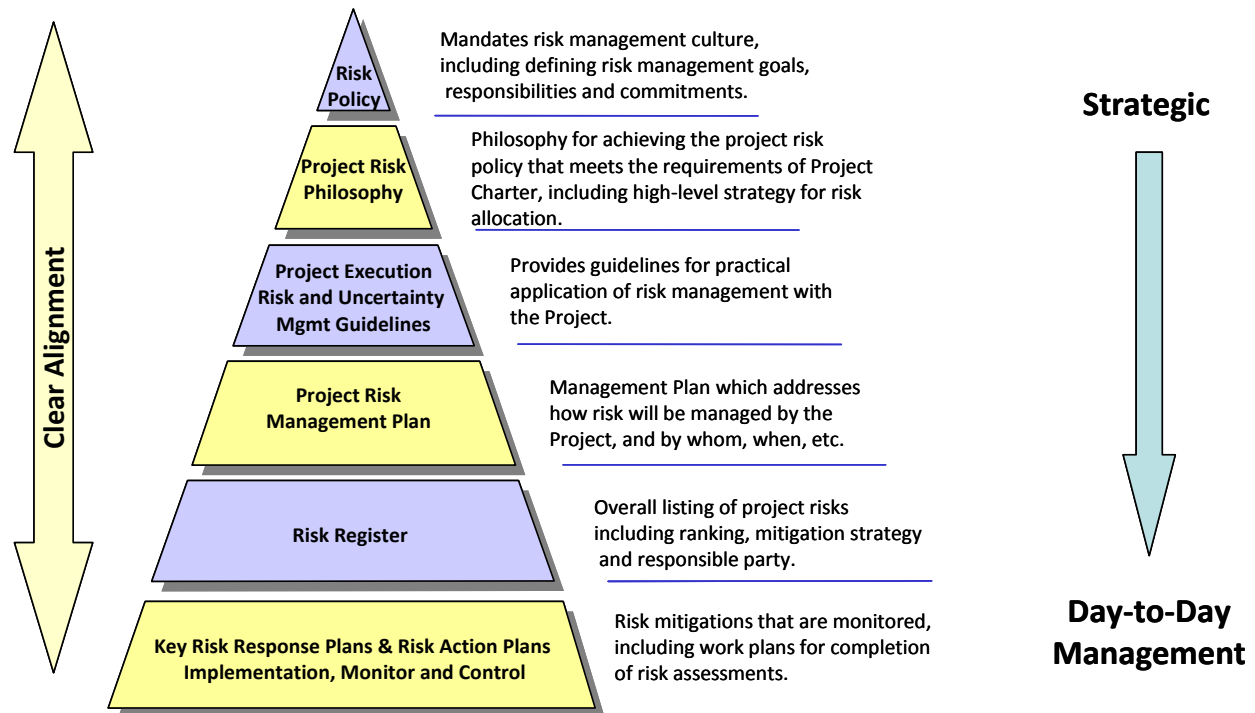 Clear Alignment
Risk
Policy
Mandates risk management culture,
including defining risk management goals,
responsibilities and commitments.
Project Risk
Philosophy
Philosophy for achieving the project risk
policy that meets the requirements of Project
Charter, including high-level strategy for risk
allocation.
Project Execution
Risk and Uncertainty
Mgmt Guidelines
Provides guidelines for practical
application of risk management with
the Project.
Project Risk
Management Plan
Management Plan which addresses
how risk will be managed by the
Project, and by whom, when, etc.
Risk Register
Overall listing of project risks
including ranking, mitigation strategy
and responsible party.
Key Risk Response Plans & Risk Action Plans
Implementation, Monitor and Control
Risk mitigations that are monitored,
including work plans for completion
of risk assessments.
Strategic
Day-to-Day
Management